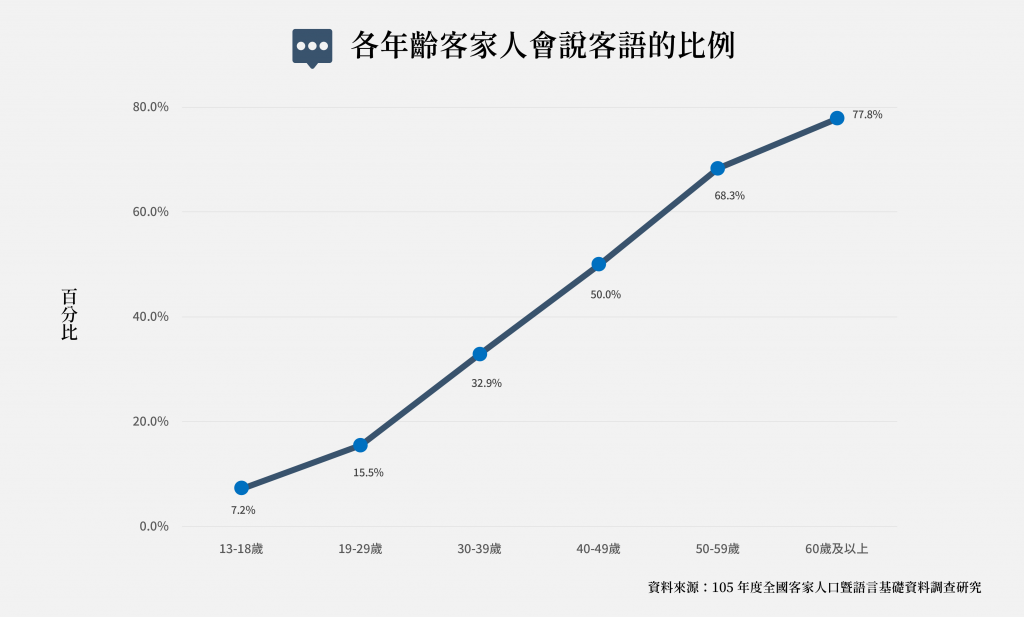 各年齡客家人會說客語的比例
80.0%
60.0%
40.0%
20.0%
0.0%
百分比
7.2%
15.5%
32.9%
50.0%
68.3%
77.8%
13-18歲
19-29歲
30-39歲
40-49歲
50-59歲
60歲及以上
資料來源：105 年度全國客家人口暨語言基礎資料調查研究